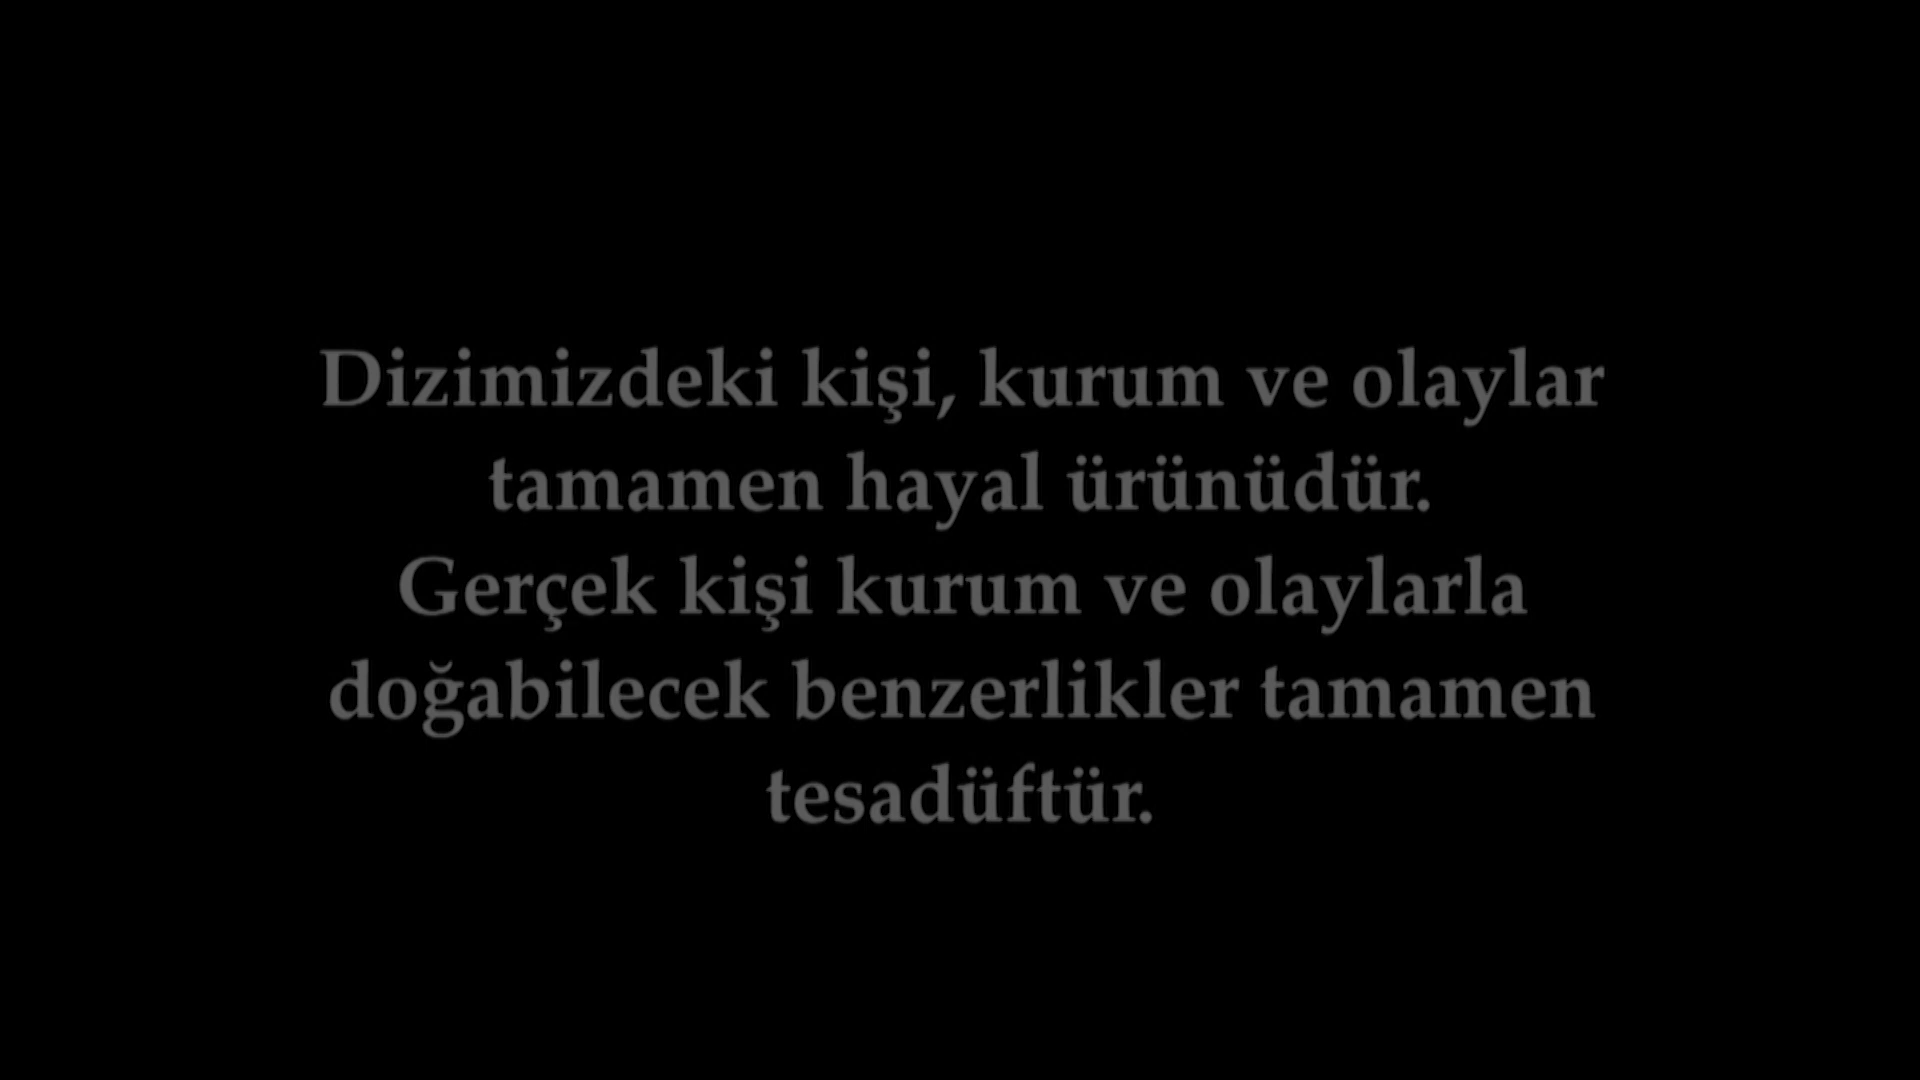 Dizimizdeki kişi, kurum ve olaylar
tamamen hayal ürünüdür.
Gerçek kişi kurum ve olaylarla
doğabilecek benzerlikler tamamen
tesadüftür.